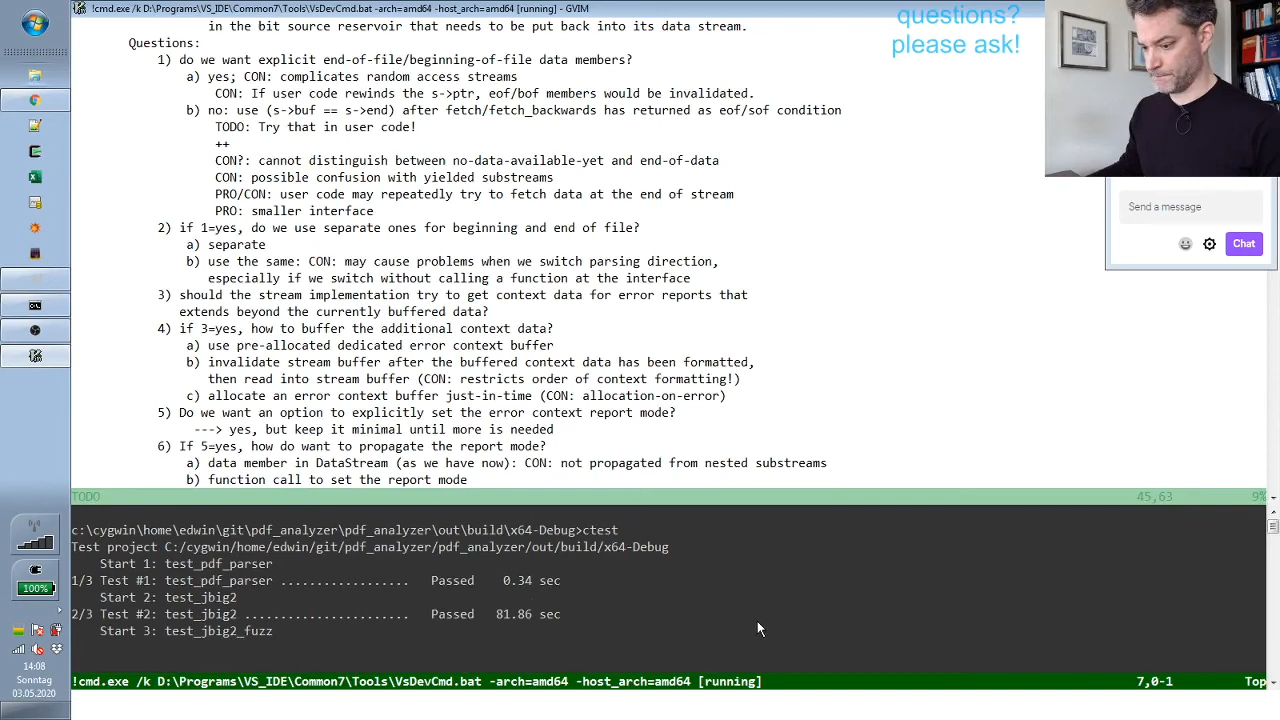 !cmd.exe /k D:\Programs\VS_IDE\Common7\Tools\VsDevCmd.bat -arch=amd64 -host_arch=amd64 [running] - GVIM
in the bit source reservoir that needs to be put back into its data stream.
Questions:
1) do we want explicit end-of-file/beginning-of-file data members?
a) yes; CON: complicates random access streams
CON: If user code rewinds the s->ptr, eof/bof members would be invalidated.
b) no: use (s->buf == s->end) after fetch/fetch_backwards has returned as eof/sof condition
TODO: Try that in user code!
++
CON?: cannot distinguish between no-data-available-yet and end-of-data
CON: possible confusion with yielded substreams
PRO/CON: user code may repeatedly try to fetch data at the end of stream
PRO: smaller interface
2) if 1=yes, do we use separate ones for beginning and end of file?
a) separate
b) use the same: CON: may cause problems when we switch parsing direction,
especially if we switch without calling a function at the interface
3) should the stream implementation try to get context data for error reports that
extends beyond the currently buffered data?
4) if 3=yes, how to buffer the additional context data?
a) use pre-allocated dedicated error context buffer
b) invalidate stream buffer after the buffered context data has been formatted,
then read into stream buffer (CON: restricts order of context formatting!)
c) allocate an error context buffer just-in-time (CON: allocation-on-error)
5) Do we want an option to explicitly set the error context report mode?
---> yes, but keep it minimal until more is needed
6) If 5=yes, how do want to propagate the report mode?
a) data member in DataStream (as we have now): CON: not propagated from nested substreams
b) function call to set the report mode
TODO 45,63 9%
c:\cygwin\home\edwin\git\pdf_analyzer\pdf_analyzer\out\build\x64-Debug>ctest
Test project C:/cygwin/home/edwin/git/pdf_analyzer/pdf_analyzer/out/build/x64-Debug
Start 1: test_pdf_parser
1/3 Test #1: test_pdf_parser .................. Passed 0.34 sec
Start 2: test_jbig2
2/3 Test #2: test_jbig2 ....................... Passed 81.86 sec
Start 3: test_jbig2_fuzz
!cmd.exe /k D:\Programs\VS_IDE\Common7\Tools\VsDevCmd.bat -arch=amd64 -host_arch=amd64 [running] 7,0-1 Top
questions?
please ask!
Send a message
Chat
100%
14:08
Sonntag
03.05.2020